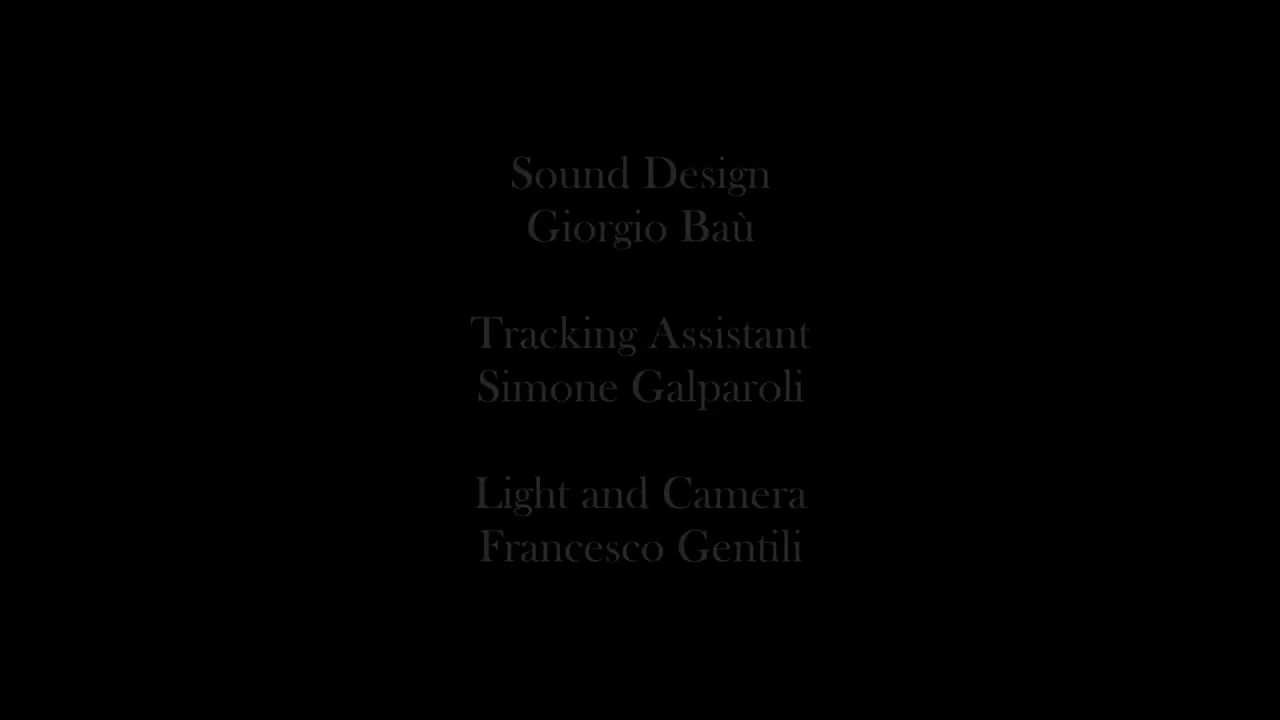 Sound Design
Giorgio Baù
Tracking Assistant
Simone Galparoli
Light and Camera
Francesco Gentili